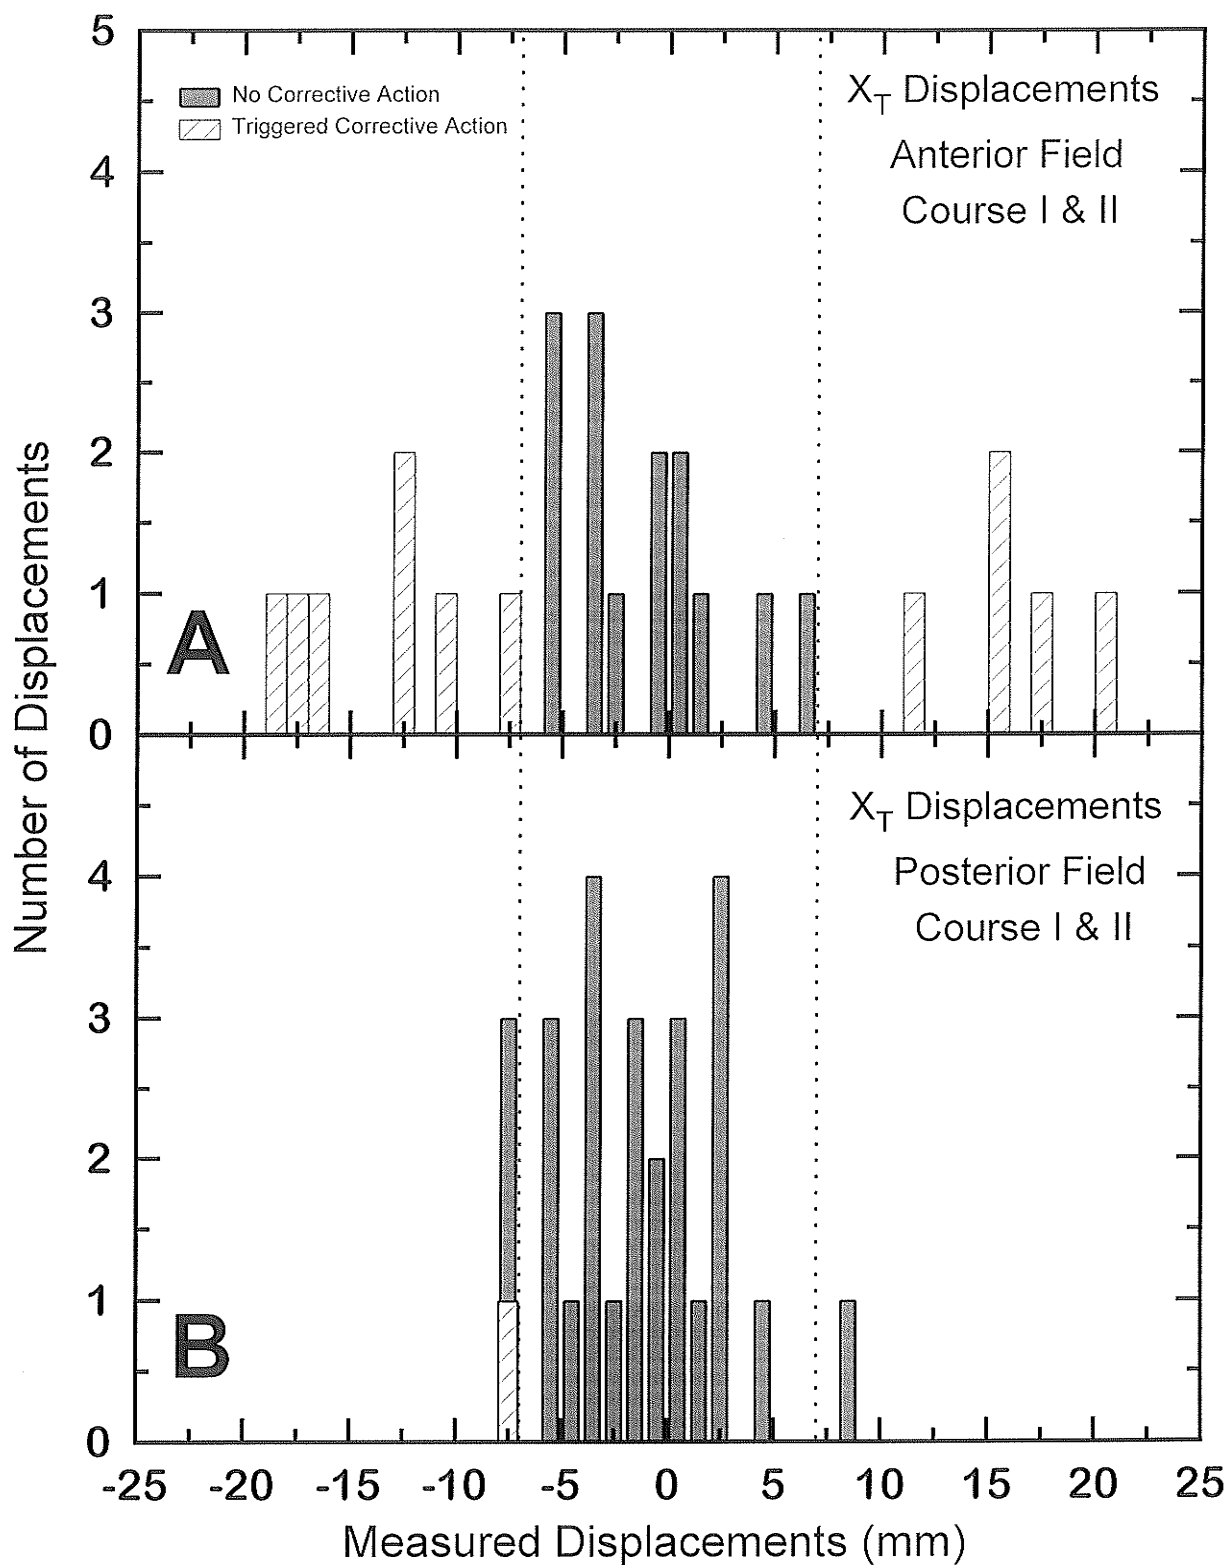 Number of Displacements
5
4
3
2
1
0
No Corrective Action
Triggered Corrective Action
X_T Displacements
Anterior Field
Course I & II
A
4
3
2
1
0
X_T Displacements
Posterior Field
Course I & II
B
-25 -20 -15 -10 -5 0 5 10 15 20 25
Measured Displacements (mm)